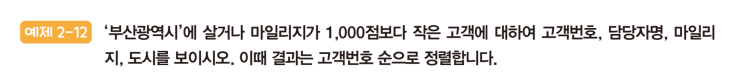 예제 2-12 '부산광역시'에 살거나 마일리지가 1,000점보다 작은 고객에 대하여 고객번호, 담당자명, 마일리
지, 도시를 보이시오. 이때 결과는 고객번호 순으로 정렬합니다.